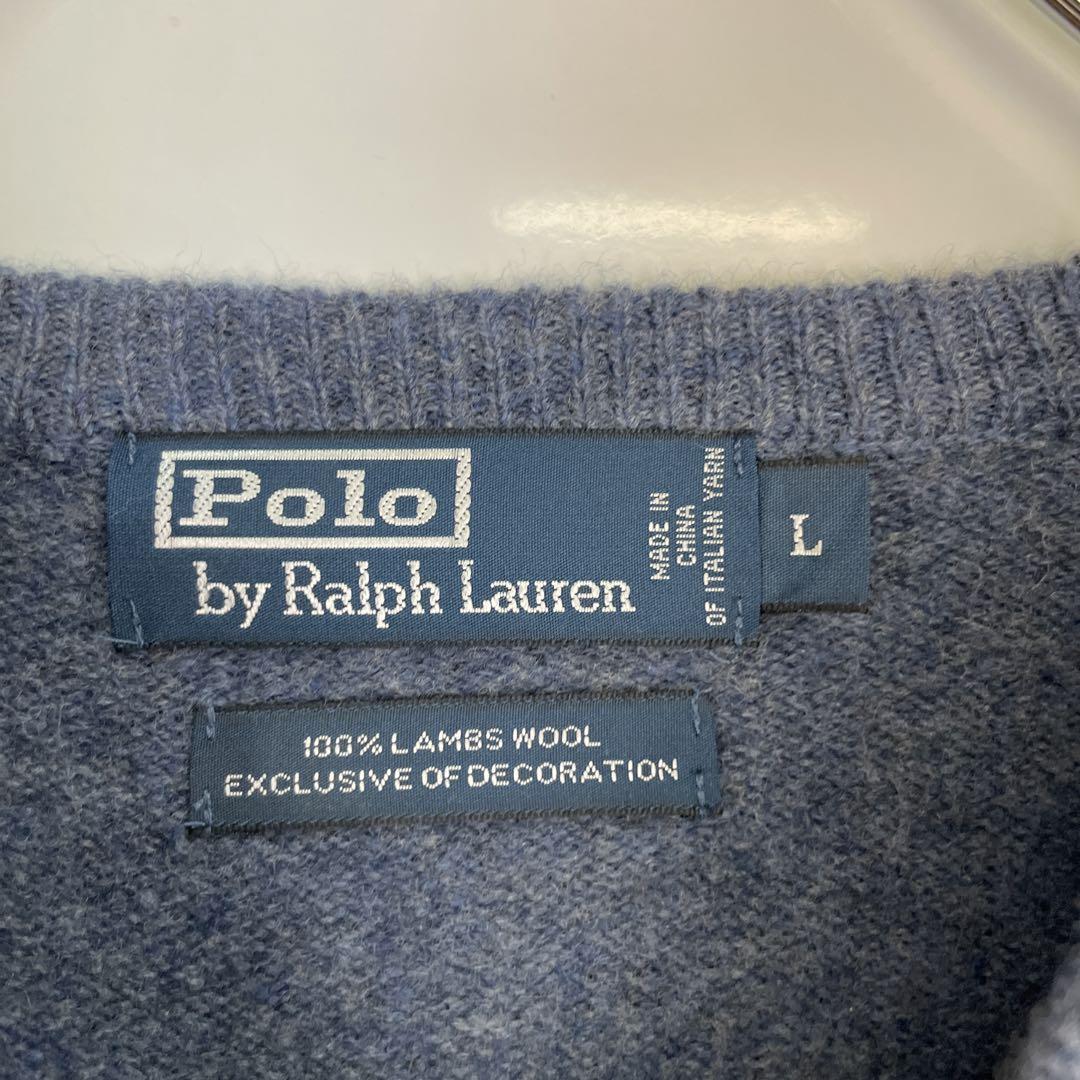 Polo
by Ralph Lauren
MADE IN
CHINA
OF ITALIAN YARN
L
100% LAMBS WOOL
EXCLUSIVE OF DECORATION